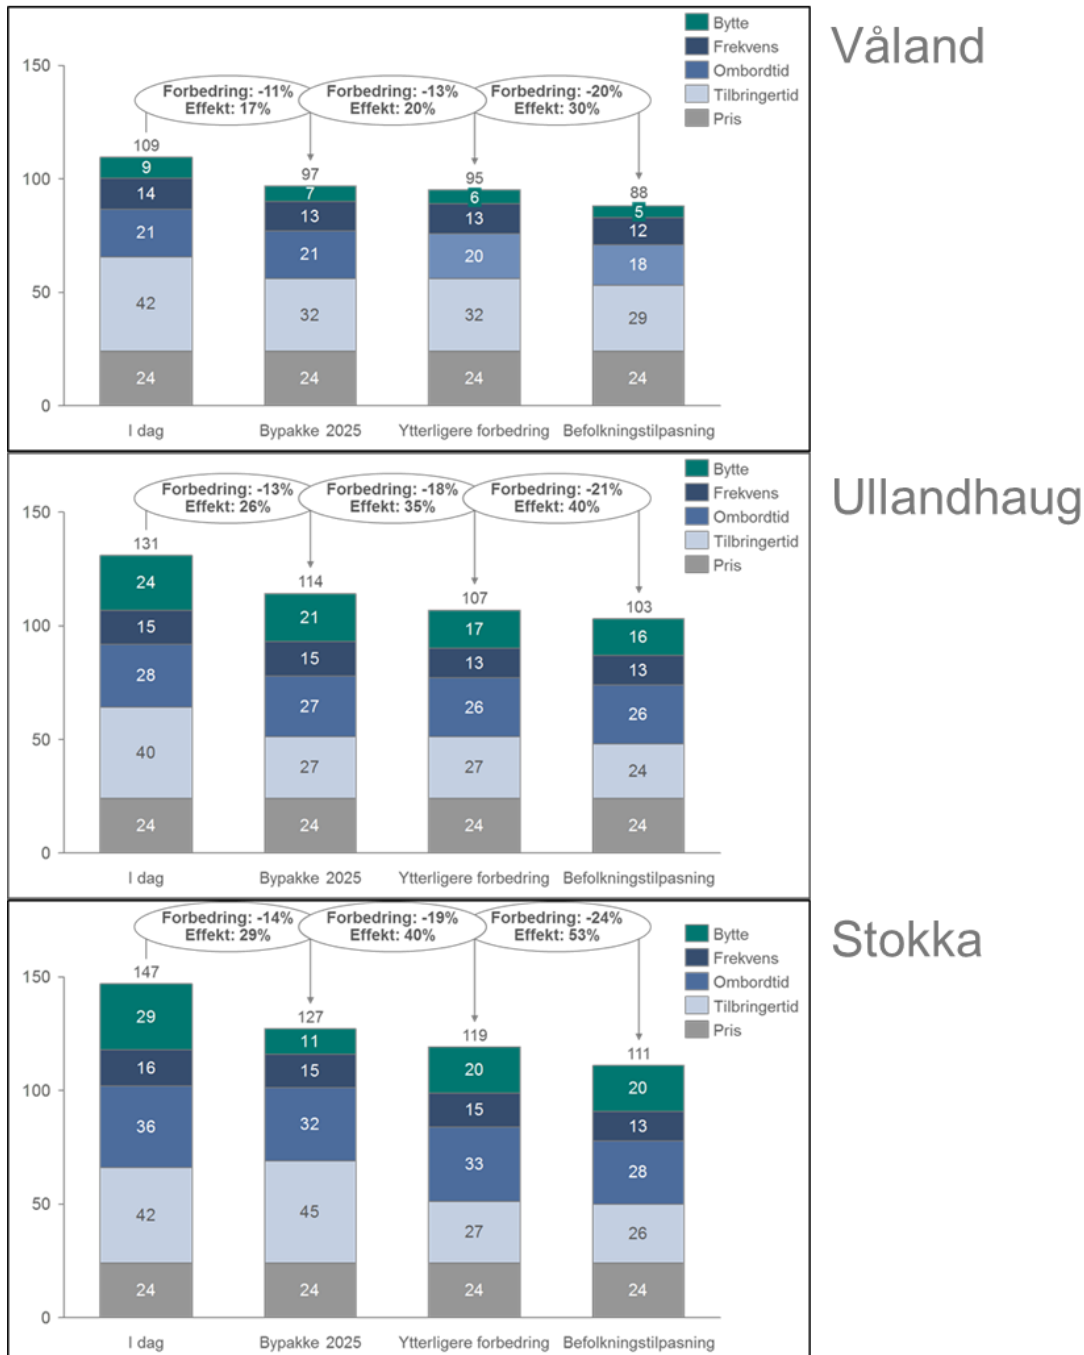 Våland
Bytte
Frekvens
Ombordtid
Tilbringertid
Pris
150
100
50
0
Forbedring: -11%
Effekt: 17%
Forbedring: -13%
Effekt: 20%
Forbedring: -20%
Effekt: 30%
109
9
14
21
42
24
97
7
13
21
32
24
95
6
13
20
32
24
88
5
12
18
29
24
I dag
Bypakke 2025
Ytterligere forbedring
Befolkningstilpasning
Ullandhaug
Bytte
Frekvens
Ombordtid
Tilbringertid
Pris
150
100
50
0
Forbedring: -13%
Effekt: 26%
Forbedring: -18%
Effekt: 35%
Forbedring: -21%
Effekt: 40%
131
24
15
28
40
24
114
21
15
27
27
24
107
17
13
26
27
24
103
16
13
26
24
24
I dag
Bypakke 2025
Ytterligere forbedring
Befolkningstilpasning
Stokka
Bytte
Frekvens
Ombordtid
Tilbringertid
Pris
150
100
50
0
Forbedring: -14%
Effekt: 29%
Forbedring: -19%
Effekt: 40%
Forbedring: -24%
Effekt: 53%
147
29
16
36
42
24
127
11
15
32
45
24
119
20
15
33
27
24
111
20
13
28
26
24
I dag
Bypakke 2025
Ytterligere forbedring
Befolkningstilpasning